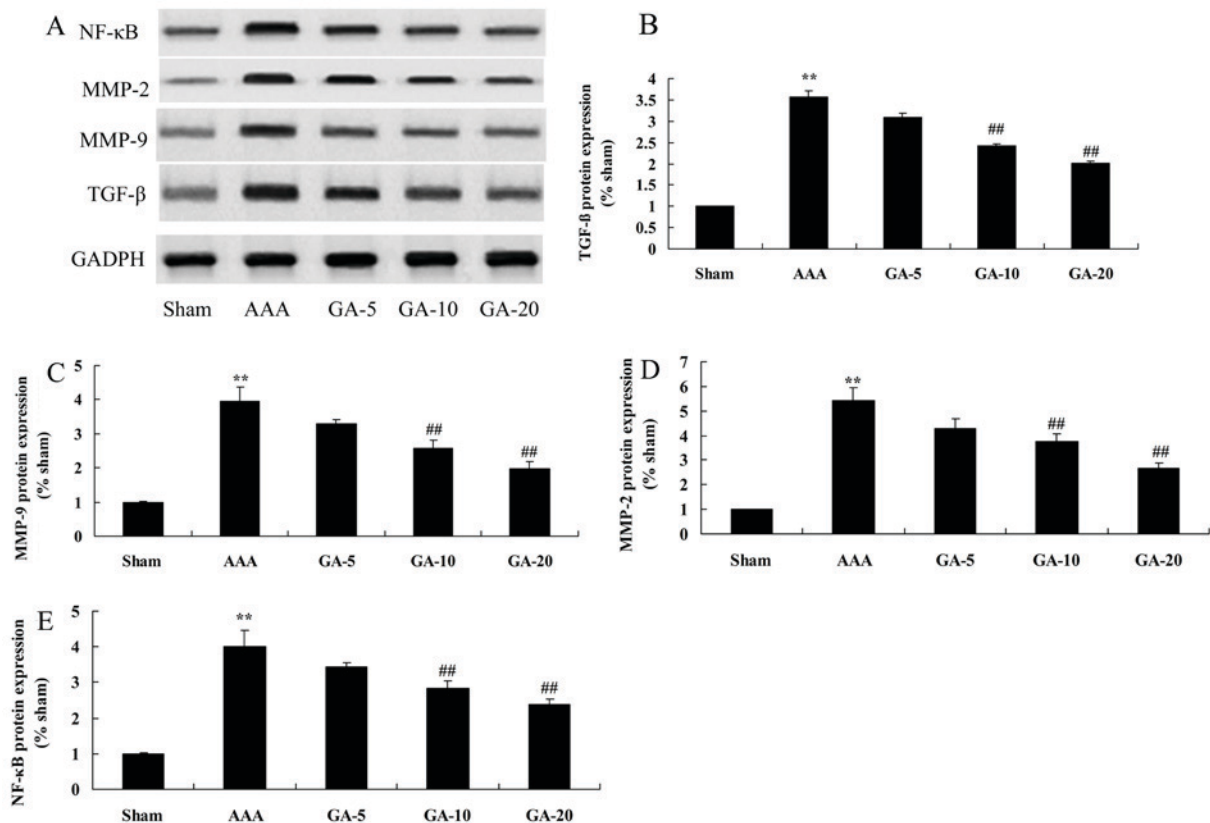 A
NF-κB
MMP-2
MMP-9
TGF-β
GADPH
Sham AAA GA-5 GA-10 GA-20
B
TGF-ß protein expression
(% sham)
4
3.5
3
2.5
2
1.5
1
0.5
0
**
##
##
Sham AAA GA-5 GA-10 GA-20
C
MMP-9 protein expression
(% sham)
5
4
3
2
1
0
**
##
##
Sham AAA GA-5 GA-10 GA-20
D
MMP-2 protein expression
(% sham)
7
6
5
4
3
2
1
0
**
##
##
Sham AAA GA-5 GA-10 GA-20
E
NF-κB protein expression
(% sham)
5
4
3
2
1
0
**
##
##
Sham AAA GA-5 GA-10 GA-20